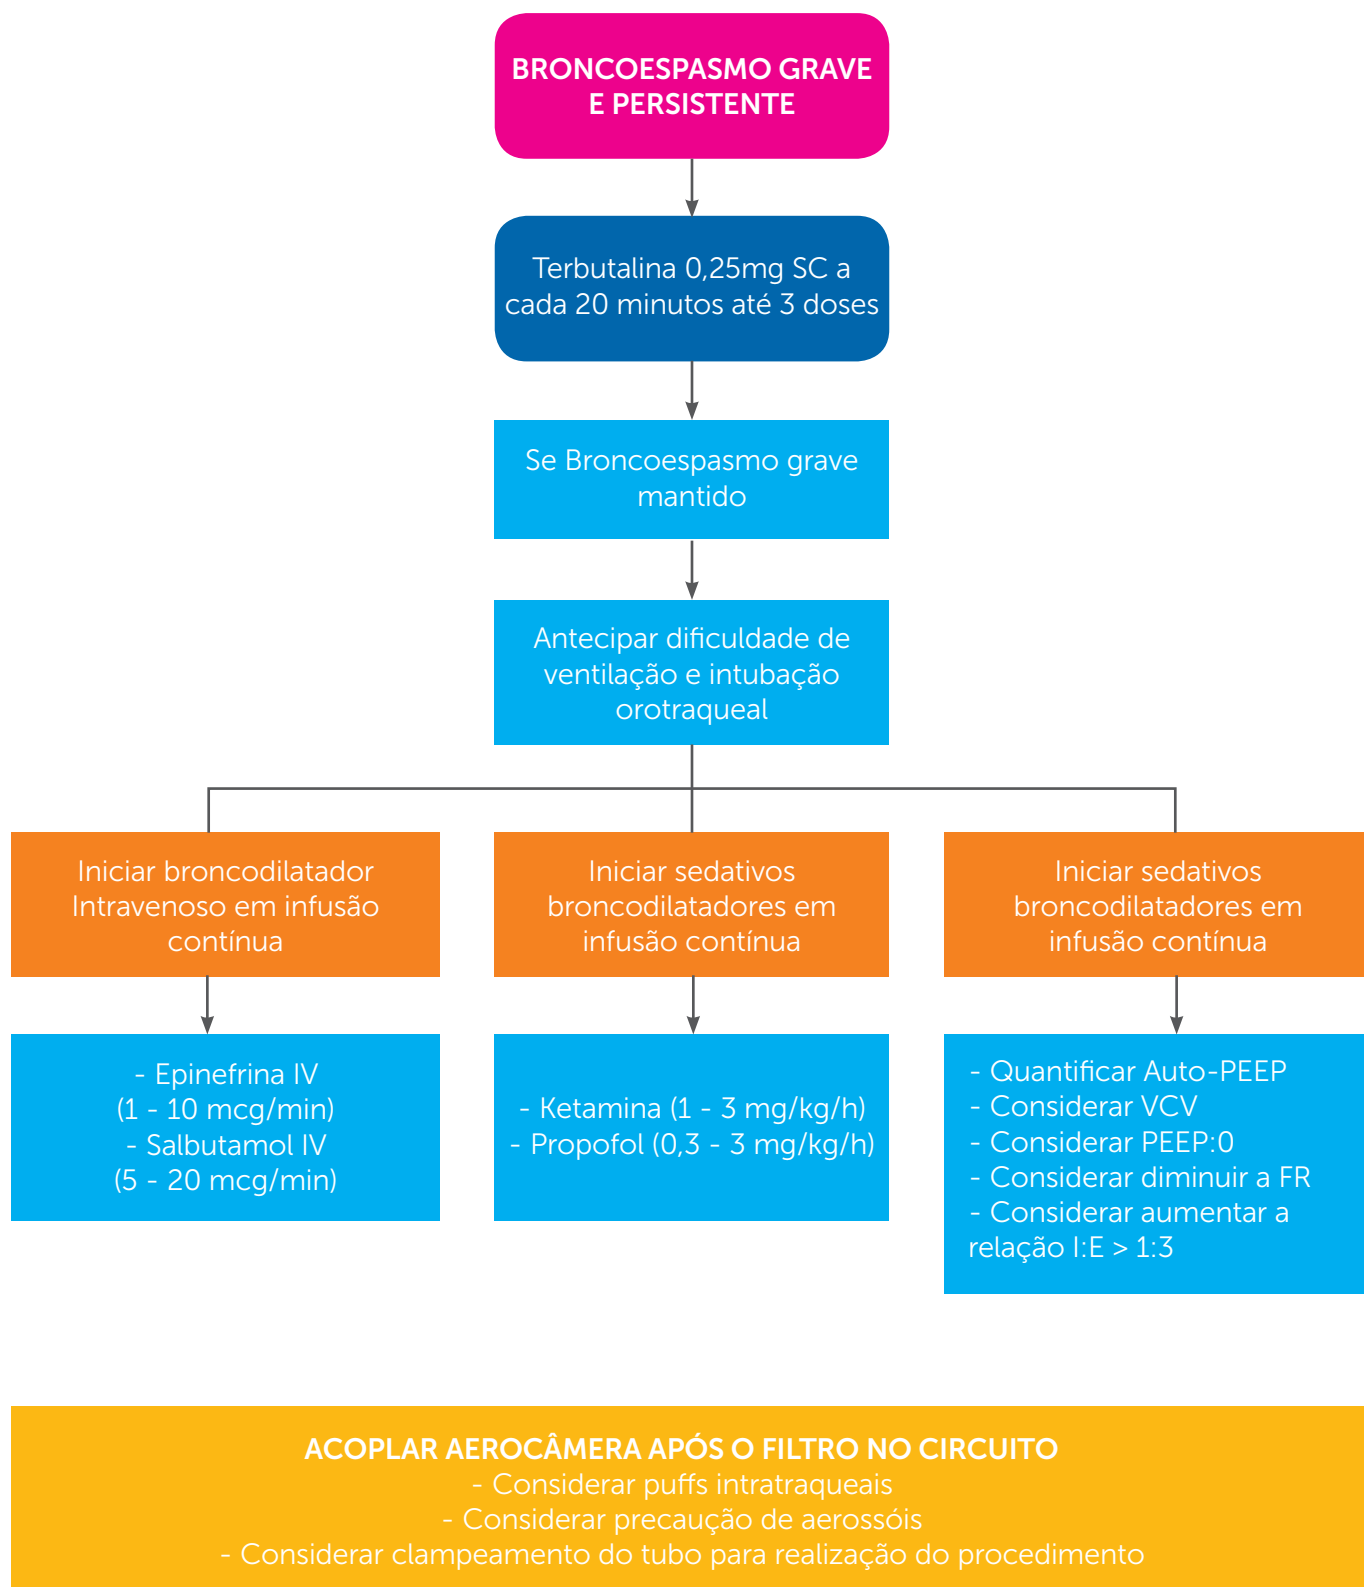 BRONCOESPASMO GRAVE
E PERSISTENTE
Terbutalina 0,25mg SC a
cada 20 minutos até 3 doses
Se Broncoespasmo grave
mantido
Antecipar dificuldade de
ventilação e intubação
orotraqueal
Iniciar broncodilatador
Intravenoso em infusão
contínua
Iniciar sedativos
broncodilatadores em
infusão contínua
Iniciar sedativos
broncodilatadores em
infusão contínua
- Epinefrina IV
(1 - 10 mcg/min)
- Salbutamol IV
(5 - 20 mcg/min)
- Ketamina (1 - 3 mg/kg/h)
- Propofol (0,3 - 3 mg/kg/h)
- Quantificar Auto-PEEP
- Considerar VCV
- Considerar PEEP:0
- Considerar diminuir a FR
- Considerar aumentar a
relação I:E > 1:3
ACOPLAR AEROCÂMERA APÓS O FILTRO NO CIRCUITO
- Considerar puffs intratraqueais
- Considerar precaução de aerossóis
- Considerar clampeamento do tubo para realização do procedimento